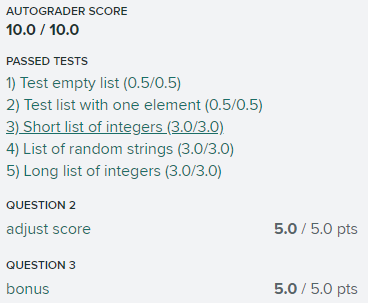 AUTOGRADER SCORE
10.0 / 10.0
PASSED TESTS
1) Test empty list (0.5/0.5)
2) Test list with one element (0.5/0.5)
3) Short list of integers (3.0/3.0)
4) List of random strings (3.0/3.0)
5) Long list of integers (3.0/3.0)
QUESTION 2
adjust score 5.0 / 5.0 pts
QUESTION 3
bonus 5.0 / 5.0 pts